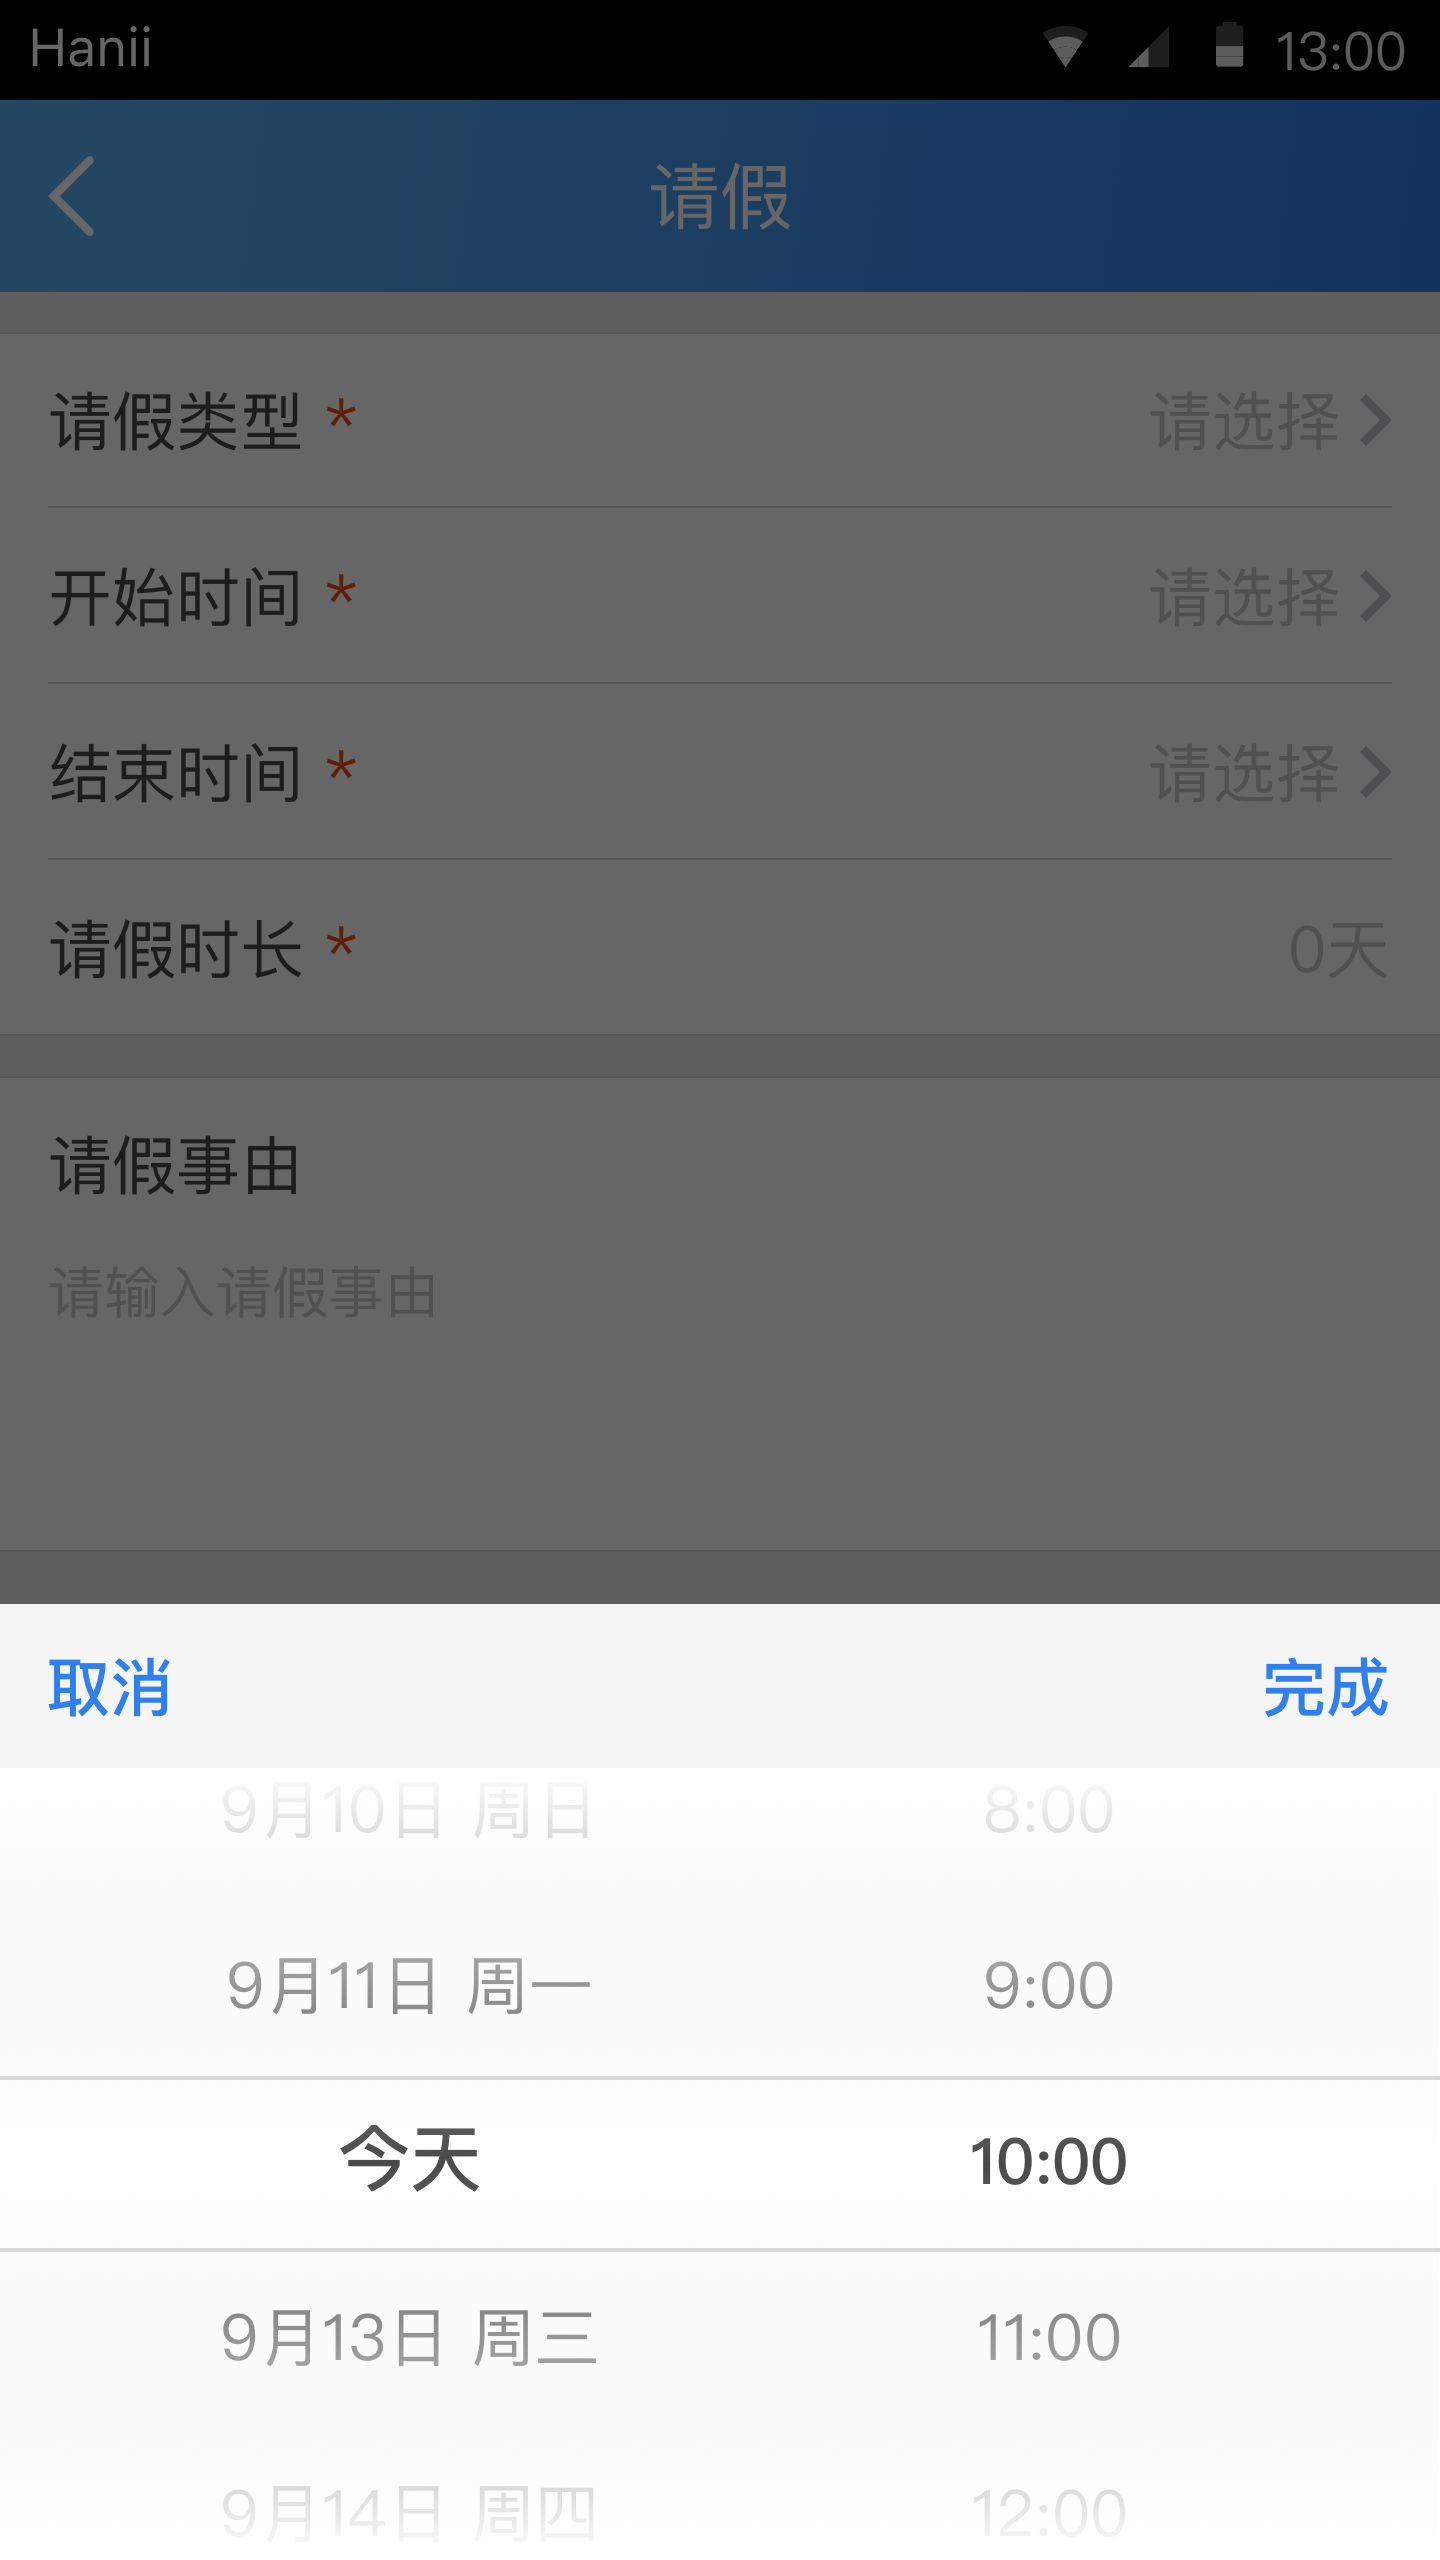 Hanii 13:00
请假
请假类型 * 请选择
开始时间 * 请选择
结束时间 * 请选择
请假时长 * 0天
请假事由
请输入请假事由
取消 完成
9月10日 周日 8:00
9月11日 周一 9:00
今天 10:00
9月13日 周三 11:00
9月14日 周四 12:00